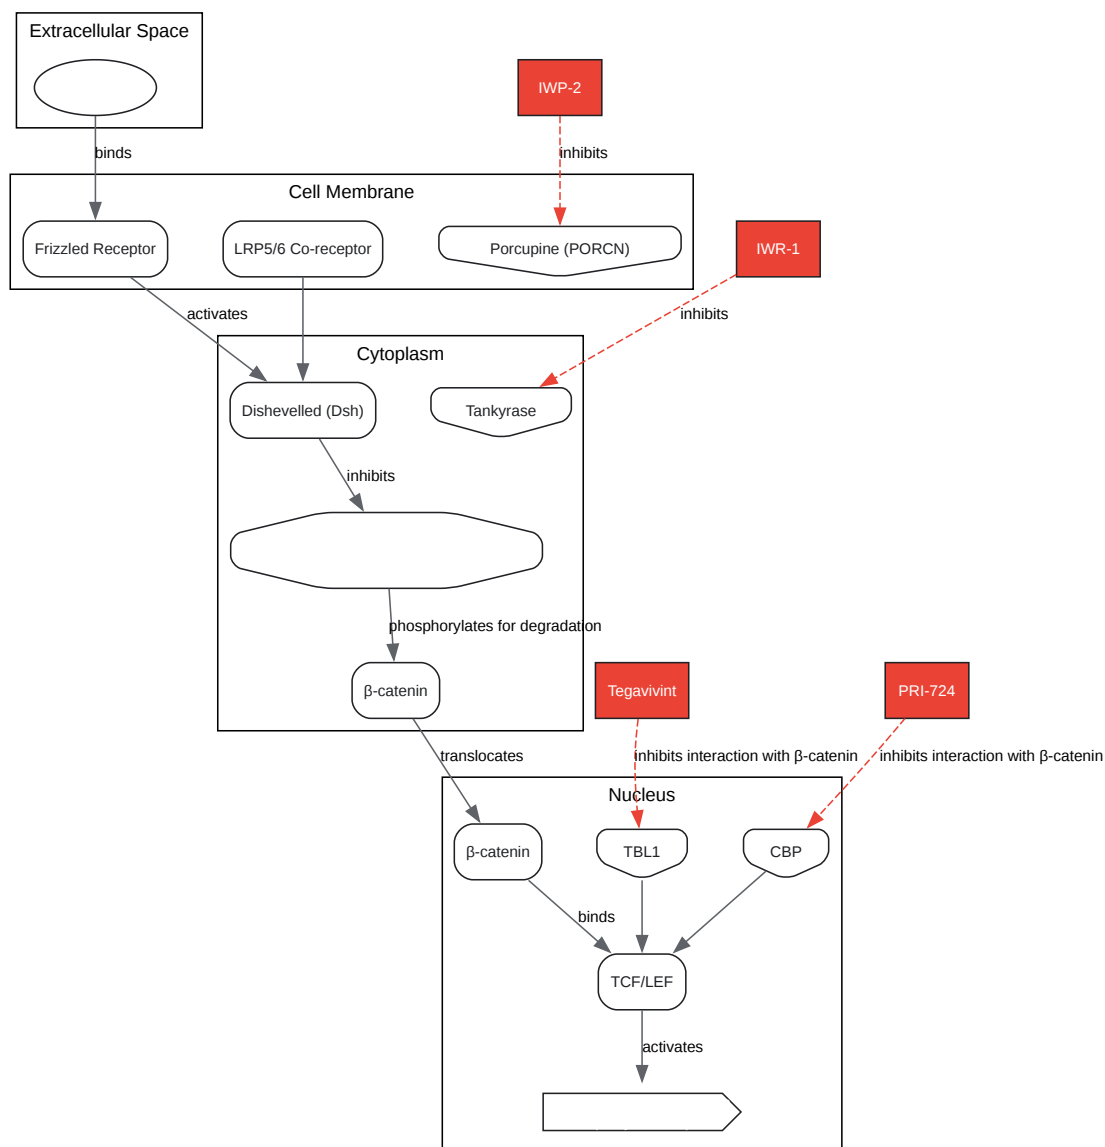 Extracellular Space
IWP-2
binds
inhibits
Cell Membrane
Frizzled Receptor
LRP5/6 Co-receptor
Porcupine (PORCN)
IWR-1
activates
inhibits
Cytoplasm
Dishevelled (Dsh)
Tankyrase
inhibits
phosphorylates for degradation
β-catenin
Tegavivint
PRI-724
translocates
inhibits interaction with β-catenin
inhibits interaction with β-catenin
Nucleus
β-catenin
TBL1
CBP
binds
TCF/LEF
activates